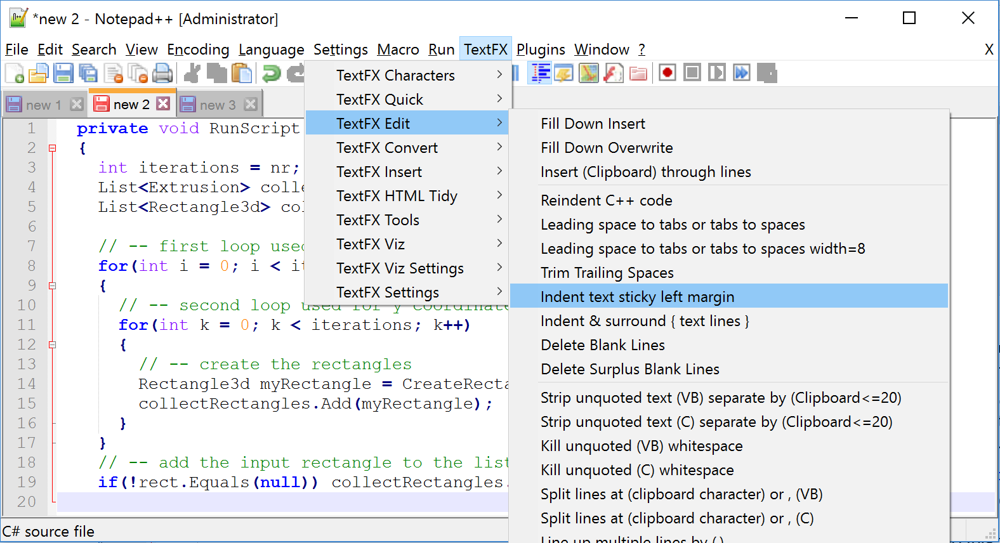 *new 2 - Notepad++ [Administrator]
File Edit Search View Encoding Language Settings Macro Run TextFX Plugins Window ? X
new 1 new 2 new 3
TextFX Characters
TextFX Quick
TextFX Edit
TextFX Convert
TextFX Insert
TextFX HTML Tidy
TextFX Tools
TextFX Viz
TextFX Viz Settings
TextFX Settings
Fill Down Insert
Fill Down Overwrite
Insert (Clipboard) through lines
Reindent C++ code
Leading space to tabs or tabs to spaces
Leading space to tabs or tabs to spaces width=8
Trim Trailing Spaces
Indent text sticky left margin
Indent & surround { text lines }
Delete Blank Lines
Delete Surplus Blank Lines
Strip unquoted text (VB) separate by (Clipboard<=20)
Strip unquoted text (C) separate by (Clipboard<=20)
Kill unquoted (VB) whitespace
Kill unquoted (C) whitespace
Split lines at (clipboard character) or , (VB)
Split lines at (clipboard character) or , (C)
Line up multiple lines by (,)
1 private void RunScript
2 {
3 int iterations = nr;
4 List<Extrusion> colle
5 List<Rectangle3d> col
6
7 // -- first loop used
8 for(int i = 0; i < it
9 {
10 // -- second loop used for y coordinate
11 for(int k = 0; k < iterations; k++)
12 {
13 // -- create the rectangles
14 Rectangle3d myRectangle = CreateRecta
15 collectRectangles.Add(myRectangle);
16 }
17 }
18 // -- add the input rectangle to the list
19 if(!rect.Equals(null)) collectRectangles.
20
C# source file